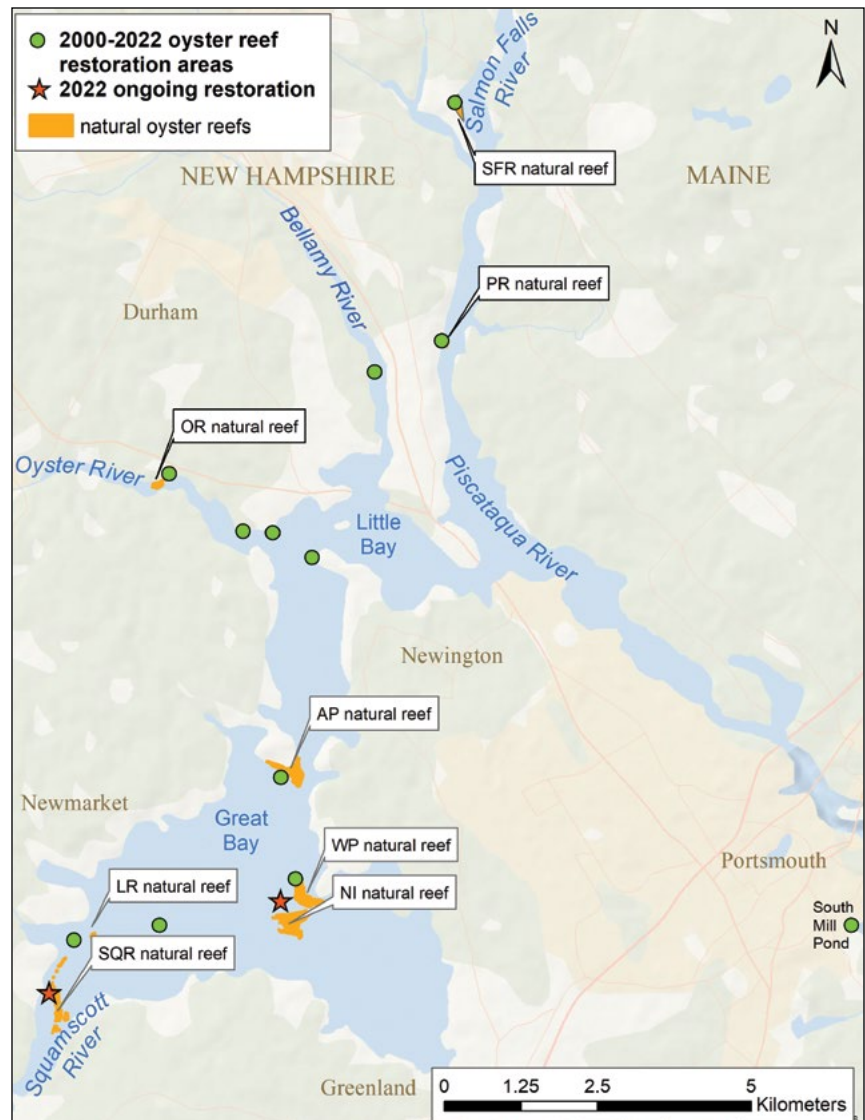 2000-2022 oyster reef
restoration areas
2022 ongoing restoration
natural oyster reefs
N
Salmon Falls
River
SFR natural reef
NEW HAMPSHIRE
MAINE
Bellamy River
PR natural reef
Durham
OR natural reef
Oyster River
Piscataqua River
Little
Bay
Newington
AP natural reef
Newmarket
Great
Bay
WP natural reef
Portsmouth
LR natural reef
NI natural reef
South
Mill
Pond
SQR natural reef
Squamscott
River
Greenland
0 1.25 2.5 5
Kilometers